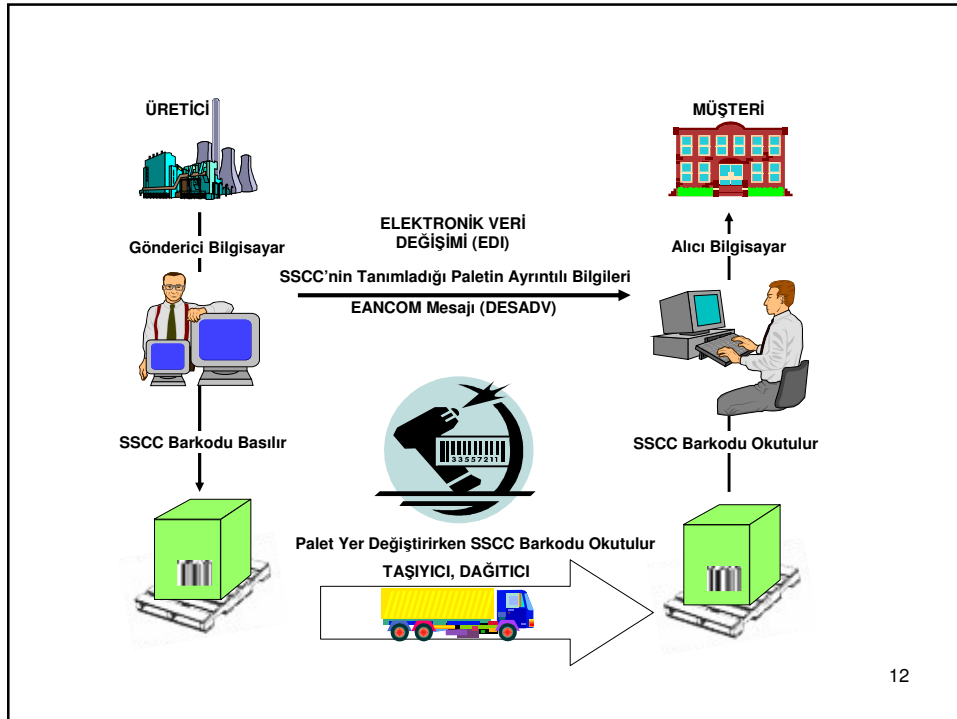 ÜRETİCİ
MÜŞTERİ
ELEKTRONİK VERİ
DEĞİŞİMİ (EDI)
Gönderici Bilgisayar
Alıcı Bilgisayar
SSCC'nin Tanımladığı Paletin Ayrıntılı Bilgileri
EANCOM Mesajı (DESADV)
SSCC Barkodu Basılır
SSCC Barkodu Okutulur
33557211
Palet Yer Değiştirirken SSCC Barkodu Okutulur
TAŞIYICI, DAĞITICI
12